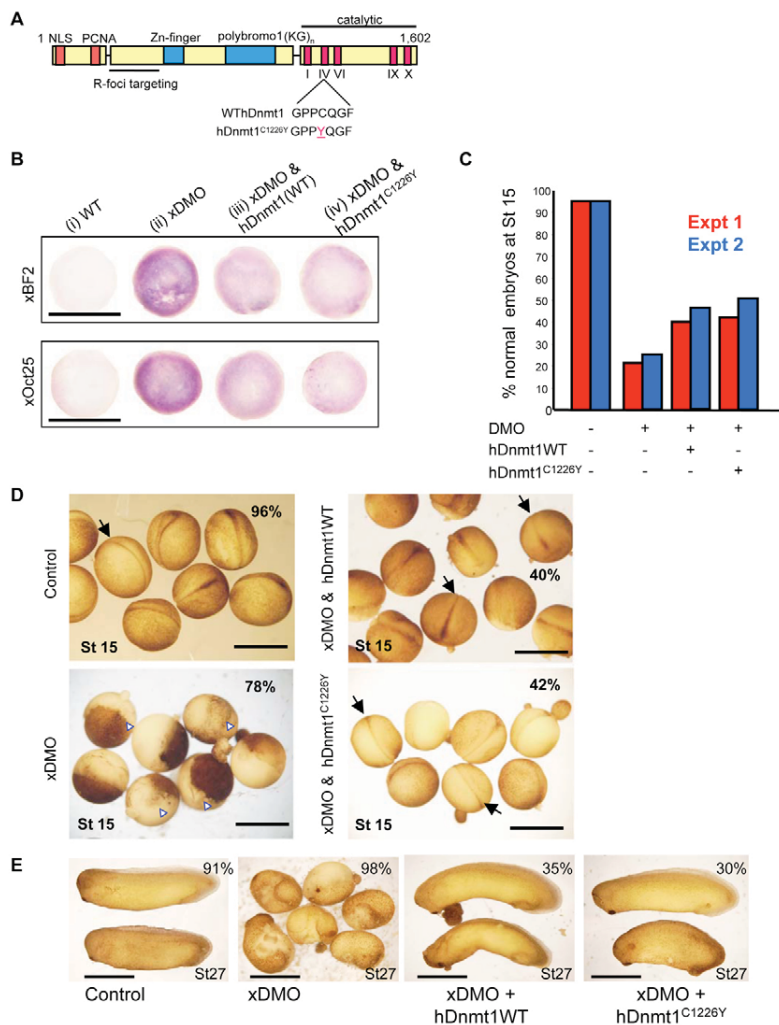 A
catalytic
1 NLS PCNA Zn-finger polybromo1(KG)n 1,602
R-foci targeting I IV VI IX X
WThDnmt1 GPPCQGF
hDnmt1C1226Y GPPYQGF
B
(i) WT
(ii) xDMO
(iii) xDMO & hDnmt1(WT)
(iv) xDMO & hDnmt1C1226Y
xBF2
xOct25
C
% normal embryos at St 15
100
90
80
70
60
50
40
30
20
10
0
Expt 1
Expt 2
DMO - + + +
hDnmt1WT - - + -
hDnmt1C1226Y - - - +
D
Control
96%
St 15
xDMO & hDnmt1WT
40%
St 15
xDMO
78%
St 15
xDMO & hDnmt1C1226Y
42%
St 15
E
91%
St27
Control
98%
St27
xDMO
35%
St27
xDMO +
hDnmt1WT
30%
St27
xDMO +
hDnmt1C1226Y